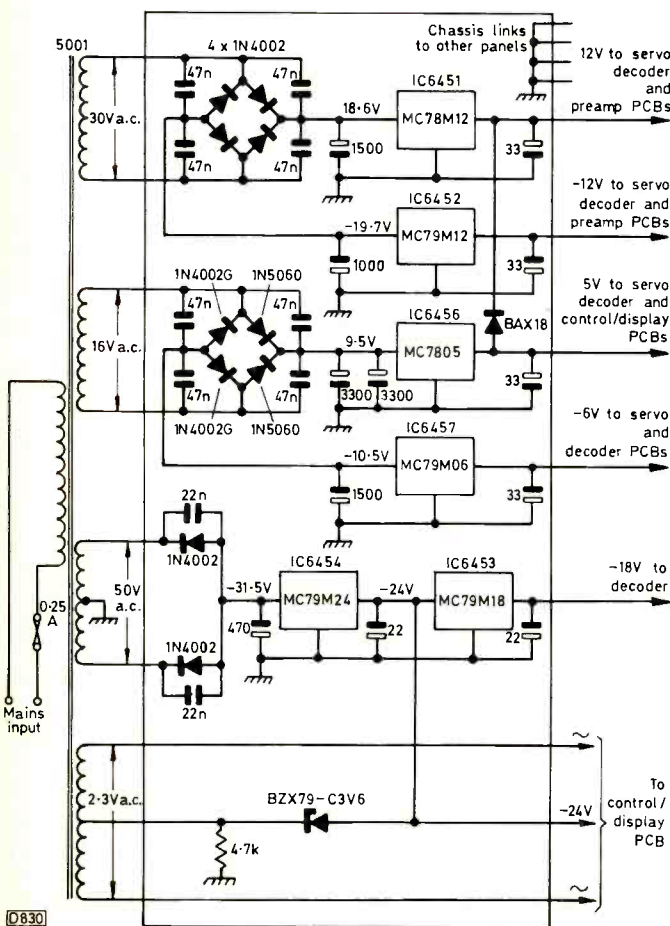 5001
4 x 1N4002
47n
47n
30V a.c.
47n
47n
18·6V
1500
IC6451
MC78M12
33
Chassis links
to other panels
12V to servo
decoder
and
preamp PCBs
-19·7V
1000
IC6452
MC79M12
33
-12V to servo
decoder and
preamp PCBs
1N4002G
1N5060
47n
47n
16V a.c.
47n
47n
1N4002G
1N5060
9·5V
3300
3300
IC6456
MC7805
BAX18
33
5V to servo
decoder and
control/display
PCBs
-10·5V
1500
IC6457
MC79M06
33
-6V to servo
and
decoder PCBs
22n
1N4002
50V
a.c.
1N4002
22n
-31·5V
470
IC6454
MC79M24
-24V
22
IC6453
MC79M18
22
-18V to
decoder
0·25
A
Mains
input
2·3V a.c.
BZX79-C3V6
4·7k
~
-24V
~
To
control/
display
PCB
D830